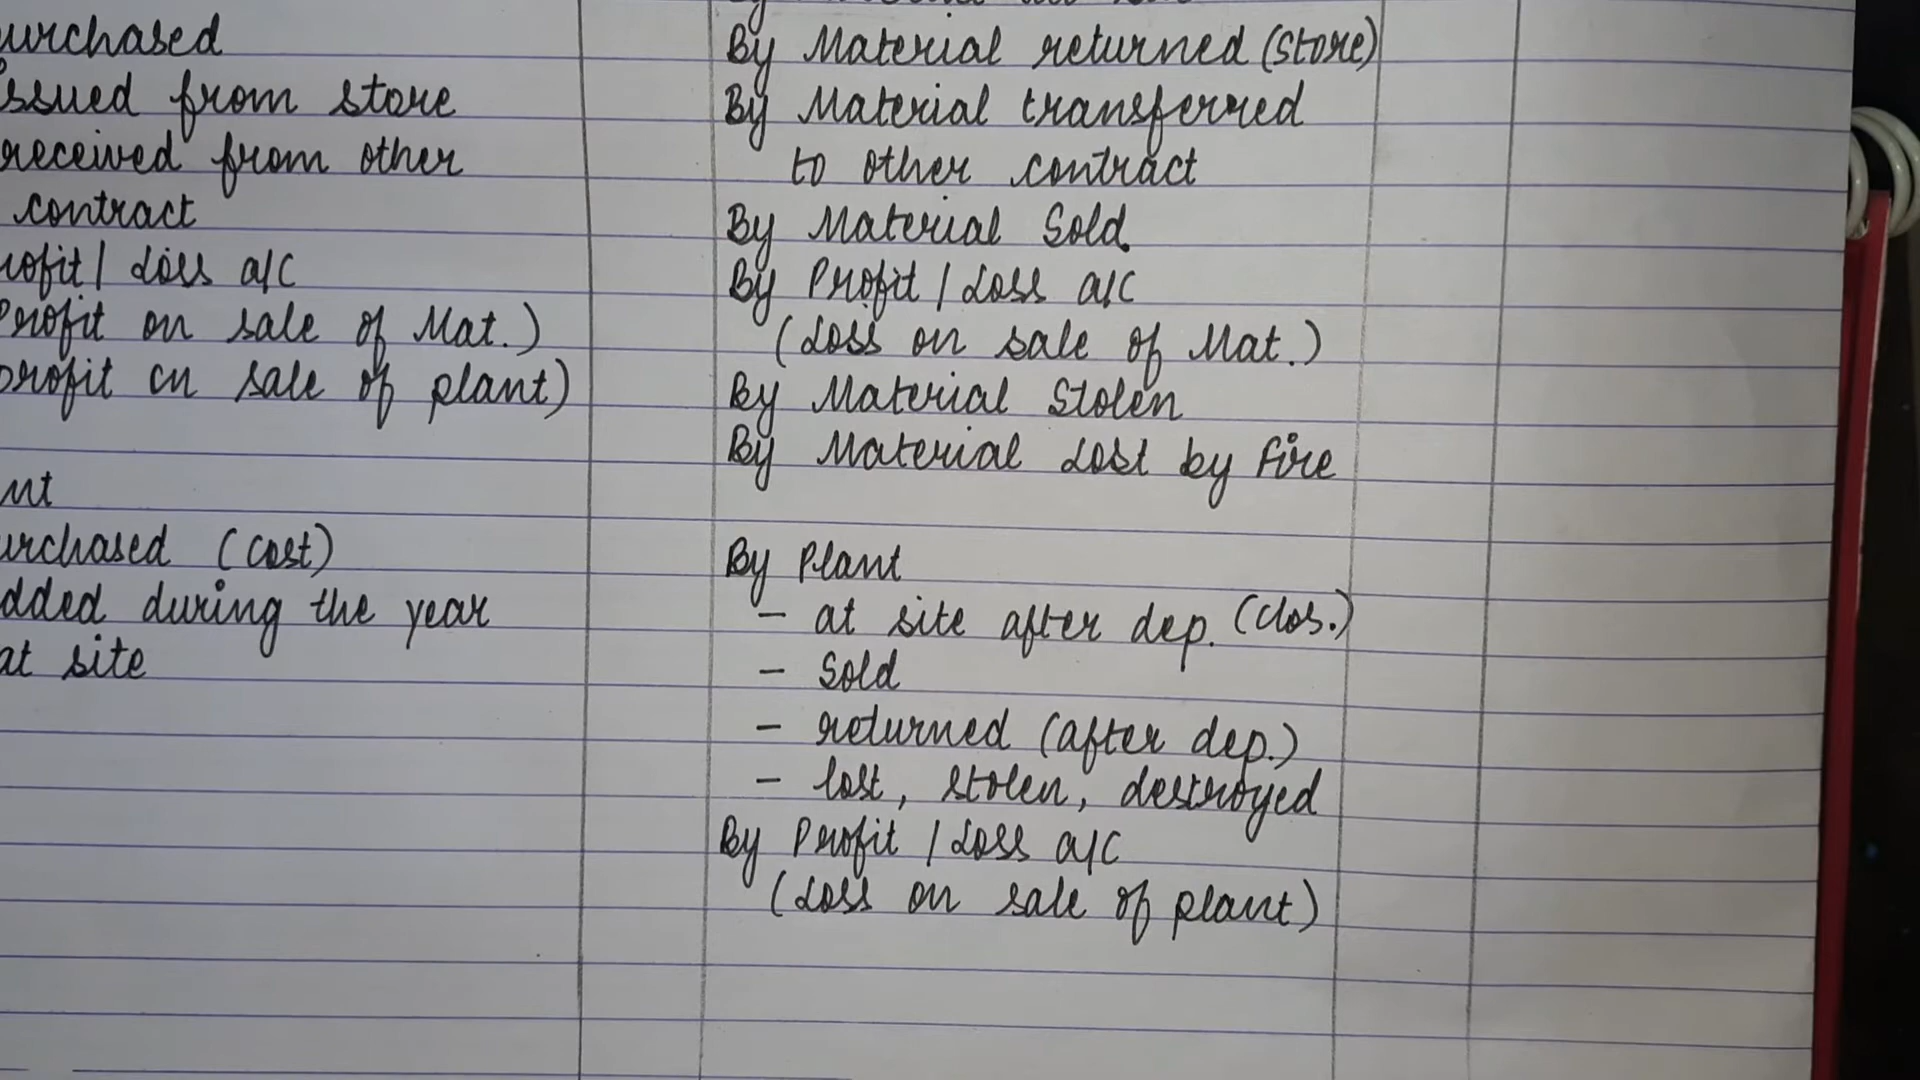 urchased
issued from store
received from other
contract
rofit / Loss a/c
Profit on sale of Mat.)
profit on sale of plant)
nt
urchased (cost)
dded during the year
at site
By Material returned (store)
By Material transferred
to other contract
By Material Sold
By Profit / Loss a/c
(Loss on sale of Mat.)
By Material Stolen
By Material Lost by fire
By Plant
- at site after dep. (clos.)
- Sold
- returned (after dep.)
- lost, stolen, destroyed
By Profit / Loss a/c
(Loss on sale of plant)